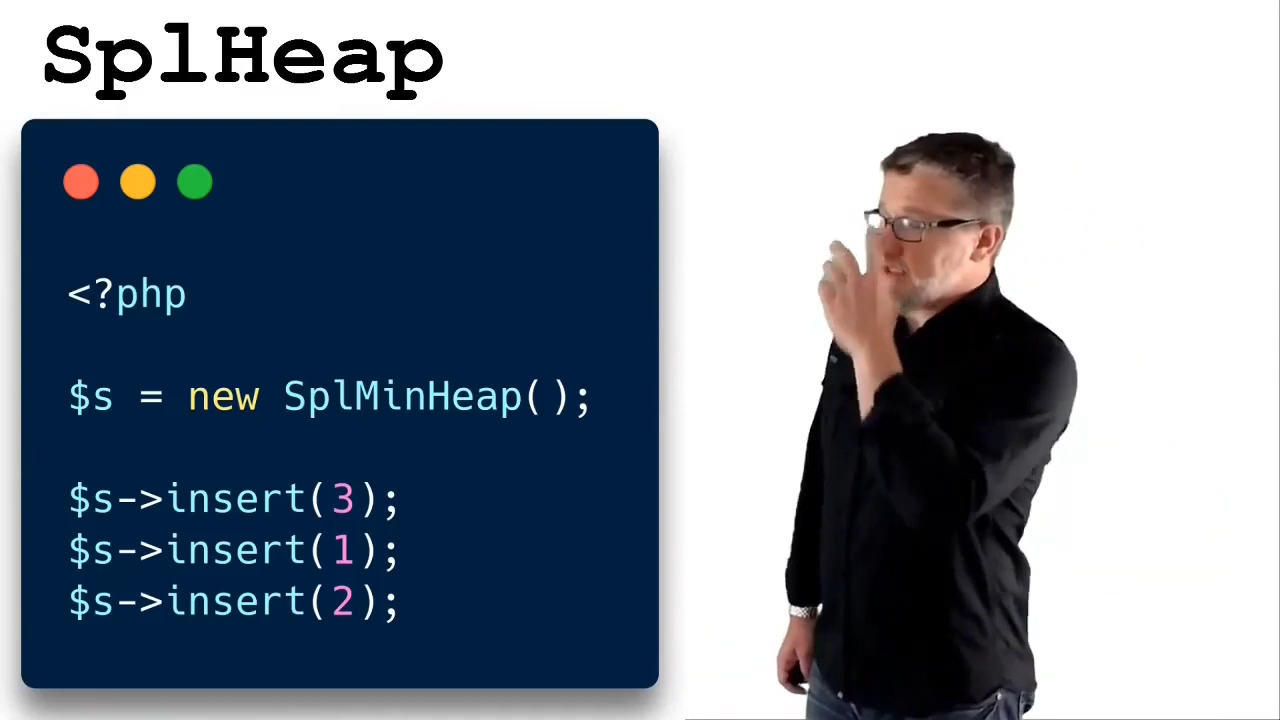 SplHeap
<?php
$s = new SplMinHeap();
$s->insert(3);
$s->insert(1);
$s->insert(2);